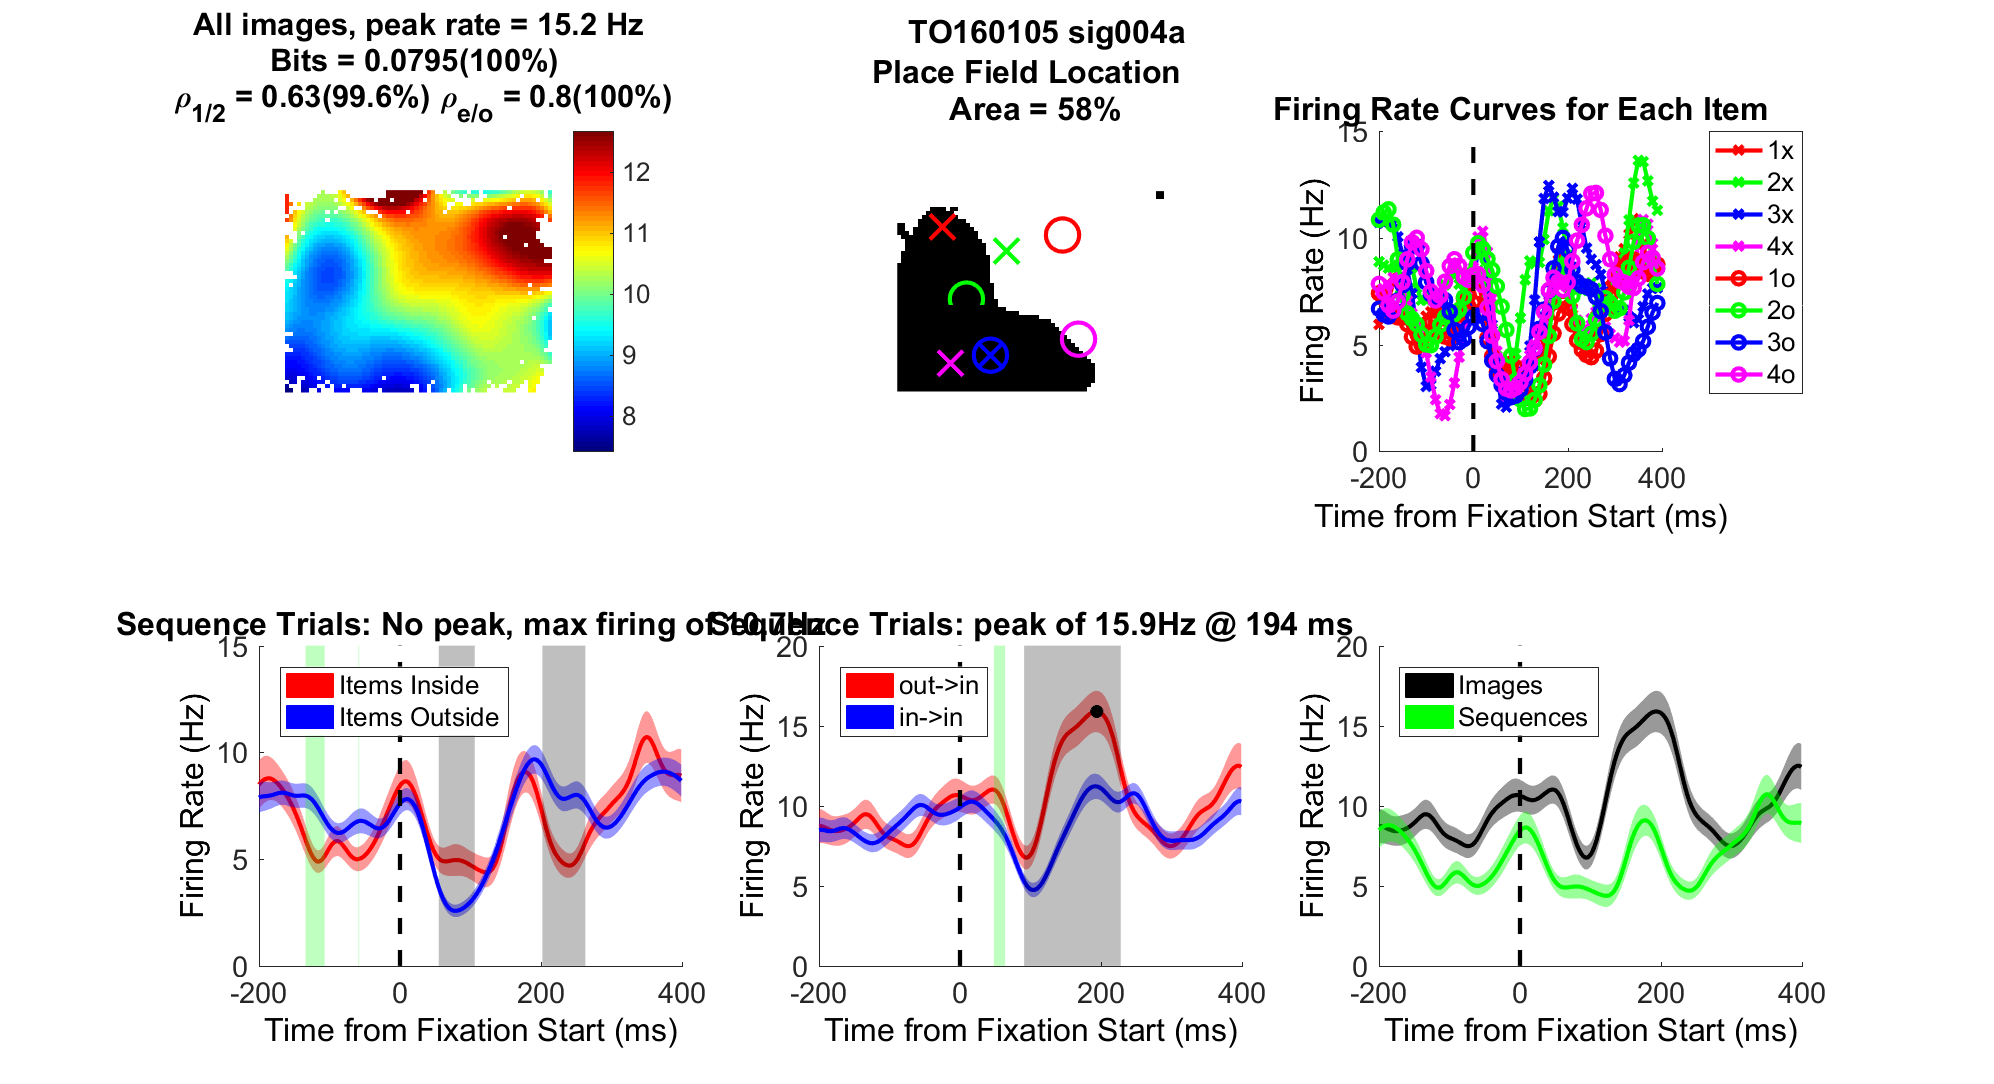 All images, peak rate = 15.2 Hz
Bits = 0.0795(100%)
ρ1/2 = 0.63(99.6%) ρe/o = 0.8(100%)
12
11
10
9
8
TO160105 sig004a
Place Field Location
Area = 58%
Firing Rate Curves for Each Item
15
10
5
0
Firing Rate (Hz)
-200 0 200 400
Time from Fixation Start (ms)
1x
2x
3x
4x
1o
2o
3o
4o
Sequence Trials: No peak, max firing of 10.7Hz
15
10
5
0
Firing Rate (Hz)
Items Inside
Items Outside
-200 0 200 400
Time from Fixation Start (ms)
Sequence Trials: peak of 15.9Hz @ 194 ms
20
15
10
5
0
Firing Rate (Hz)
out->in
in->in
-200 0 200 400
Time from Fixation Start (ms)
20
15
10
5
0
Firing Rate (Hz)
Images
Sequences
-200 0 200 400
Time from Fixation Start (ms)